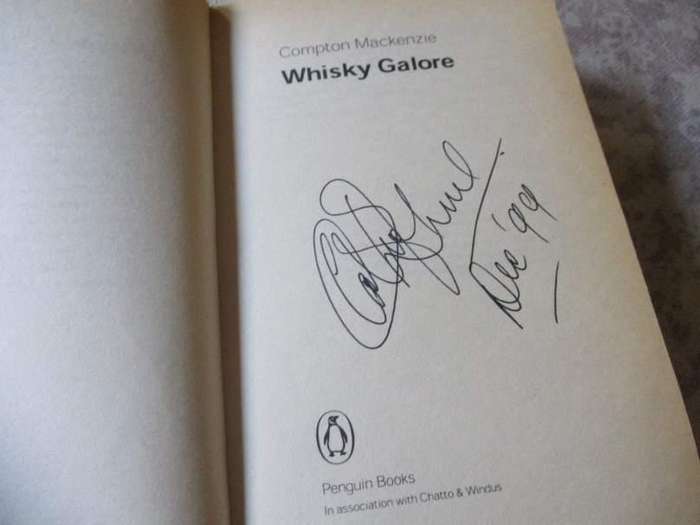 Compton Mackenzie
Whisky Galore
Dec '99
Penguin Books
In association with Chatto & Windus